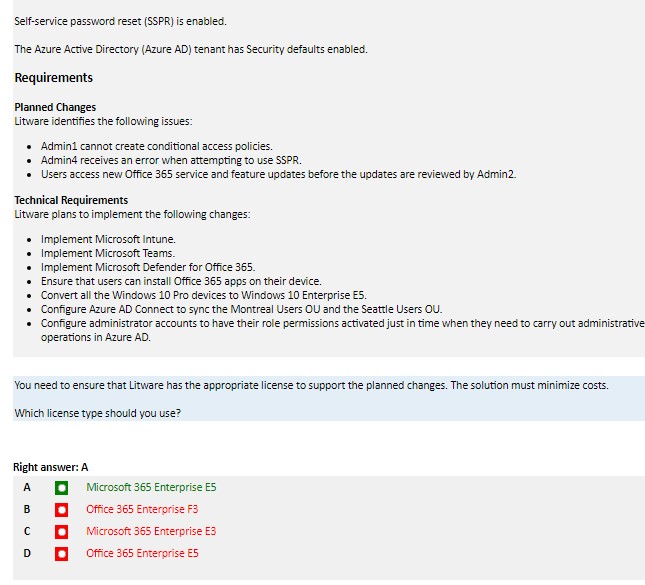 Self-service password reset (SSPR) is enabled.
The Azure Active Directory (Azure AD) tenant has Security defaults enabled.
Requirements
Planned Changes
Litware identifies the following issues:
• Admin1 cannot create conditional access policies.
• Admin4 receives an error when attempting to use SSPR.
• Users access new Office 365 service and feature updates before the updates are reviewed by Admin2.
Technical Requirements
Litware plans to implement the following changes:
• Implement Microsoft Intune.
• Implement Microsoft Teams.
• Implement Microsoft Defender for Office 365.
• Ensure that users can install Office 365 apps on their device.
• Convert all the Windows 10 Pro devices to Windows 10 Enterprise E5.
• Configure Azure AD Connect to sync the Montreal Users OU and the Seattle Users OU.
• Configure administrator accounts to have their role permissions activated just in time when they need to carry out administrative
operations in Azure AD.
You need to ensure that Litware has the appropriate license to support the planned changes. The solution must minimize costs.
Which license type should you use?
Right answer: A
A Microsoft 365 Enterprise E5
B Office 365 Enterprise F3
C Microsoft 365 Enterprise E3
D Office 365 Enterprise E5